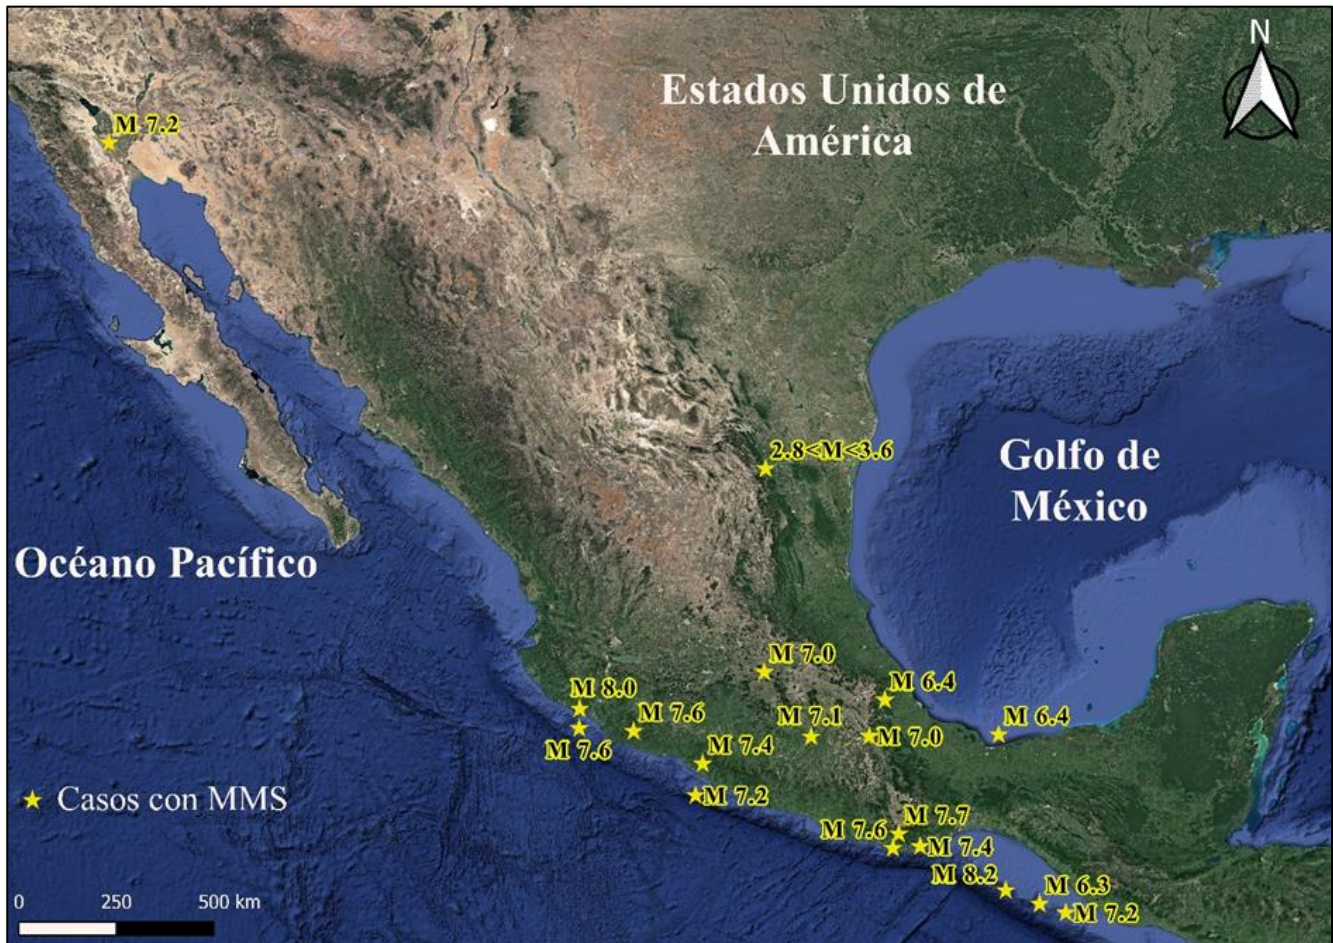 N
Estados Unidos de
América
M 7.2
2.8<M<3.6
Golfo de
México
Océano Pacífico
M 7.0
M 6.4
M 8.0
M 7.6
M 7.1
M 6.4
M 7.0
M 7.6
M 7.4
M 7.2
Casos con MMS
M 7.7
M 7.6
M 7.4
M 8.2
M 6.3
M 7.2
0 250 500 km